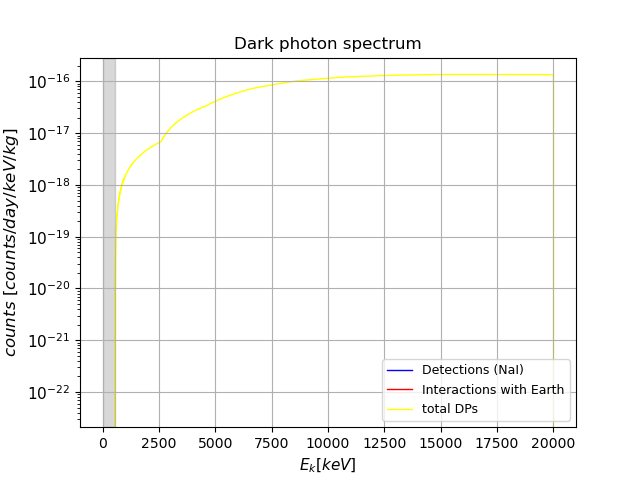 Dark photon spectrum
counts [counts/day/keV/kg]
10⁻¹⁶
10⁻¹⁷
10⁻¹⁸
10⁻¹⁹
10⁻²⁰
10⁻²¹
10⁻²²
Detections (NaI)
Interactions with Earth
total DPs
0 2500 5000 7500 10000 12500 15000 17500 20000
Eₖ[keV]